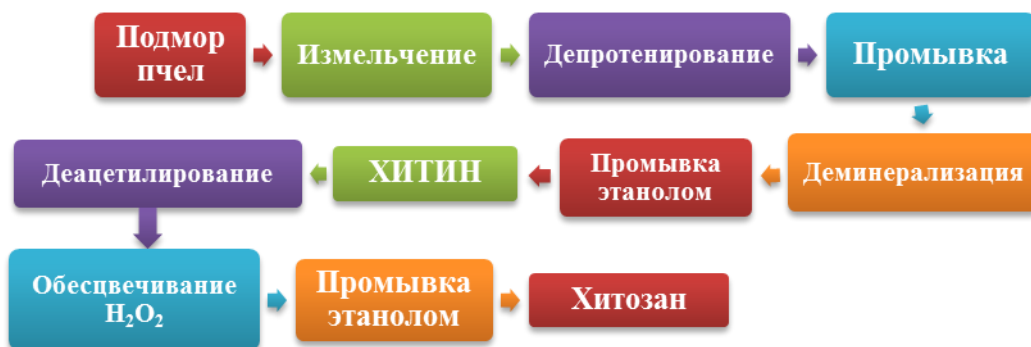 Подмор
пчел
Измельчение
Депротенирование
Промывка
Деминерализация
Промывка
этанолом
ХИТИН
Деацетилирование
Обесцвечивание
H₂O₂
Промывка
этанолом
Хитозан